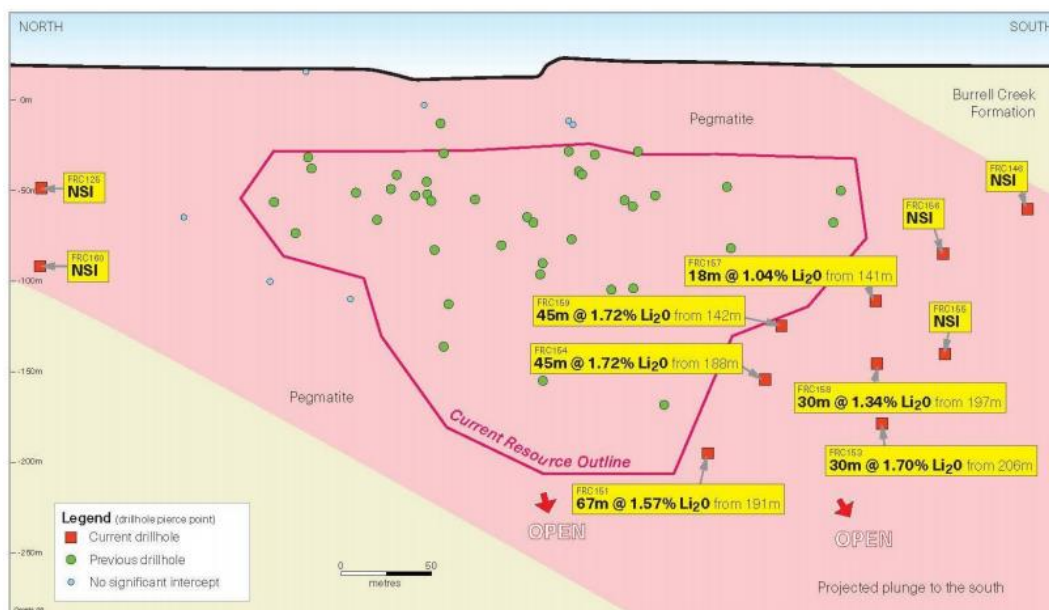 NORTH
SOUTH
Burrell Creek
Formation
Pegmatite
0m
FRC125
NSI
-50m
FRC146
NSI
FRC156
NSI
FRC160
NSI
-100m
FRC157
18m @ 1.04% Li2O from 141m
FRC159
45m @ 1.72% Li2O from 142m
FRC155
NSI
FRC154
45m @ 1.72% Li2O from 188m
-150m
Pegmatite
FRC158
30m @ 1.34% Li2O from 197m
Current Resource Outline
FRC153
30m @ 1.70% Li2O from 206m
-200m
FRC151
67m @ 1.57% Li2O from 191m
OPEN
OPEN
Legend (drillhole pierce point)
Current drillhole
Previous drillhole
No significant intercept
-250m
0 50
metres
Projected plunge to the south